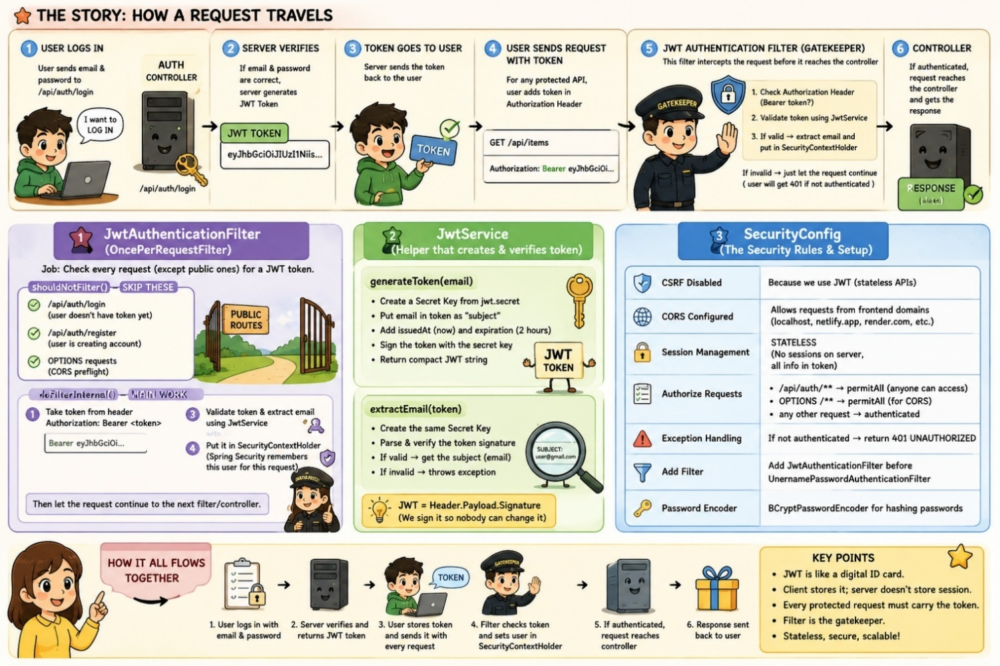 THE STORY: HOW A REQUEST TRAVELS
1 USER LOGS IN
User sends email &
password to
/api/auth/login
AUTH
CONTROLLER
I want to
LOG IN
/api/auth/login
2 SERVER VERIFIES
If email & password
are correct,
server generates
JWT Token
JWT TOKEN
eyJhbGciOiJIUzI1Niis...
3 TOKEN GOES TO USER
Server sends the token
back to the user
TOKEN
4 USER SENDS REQUEST
WITH TOKEN
For any protected API,
user adds token in
Authorization Header
GET /api/items
Authorization: Bearer eyJhbGciOi...
5 JWT AUTHENTICATION FILTER (GATEKEEPER)
This filter intercepts the request before it reaches the controller
GATEKEEPER
1. Check Authorization Header
(Bearer token?)
2. Validate token using JwtService
3. If valid → extract email and
put in SecurityContextHolder
If invalid → just let the request continue
( user will get 401 if not authenticated )
6 CONTROLLER
If authenticated,
request reaches
the controller
and gets the
response
RESPONSE
1 JwtAuthenticationFilter
(OncePerRequestFilter)
Job: Check every request (except public ones) for a JWT token.
shouldNotFilter() — SKIP THESE
/api/auth/login
(user doesn't have token yet)
/api/auth/register
(user is creating account)
OPTIONS requests
(CORS preflight)
PUBLIC
ROUTES
doFilterInternal() — MAIN WORK
1 Take token from header
Authorization: Bearer <token>
Bearer eyJhbGciOi...
3 Validate token & extract email
using JwtService
with
4 Put it in SecurityContextHolder
(Spring Security remembers
this user for this request)
Then let the request continue to the next filter/controller.
2 JwtService
(Helper that creates & verifies token)
generateToken(email)
• Create a Secret Key from jwt.secret
• Put email in token as "subject"
• Add issuedAt (now) and expiration (2 hours)
• Sign the token with the secret key
• Return compact JWT string
JWT
TOKEN
extractEmail(token)
• Create the same Secret Key
• Parse & verify the token signature
• If valid → get the subject (email)
• If invalid → throws exception
SUBJECT:
user@gmail.com
JWT = Header.Payload.Signature
(We sign it so nobody can change it)
3 SecurityConfig
(The Security Rules & Setup)
CSRF Disabled
Because we use JWT (stateless APIs)
CORS Configured
Allows requests from frontend domains
(localhost, netlify.app, render.com, etc.)
Session Management
STATELESS
(No sessions on server,
all info in token)
Authorize Requests
• /api/auth/** → permitAll (anyone can access)
• OPTIONS /** → permitAll (for CORS)
• any other request → authenticated
Exception Handling
If not authenticated → return 401 UNAUTHORIZED
Add Filter
Add JwtAuthenticationFilter before
UnernamePasswordAuthenticationFilter
Password Encoder
BCryptPasswordEncoder for hashing passwords
HOW IT ALL FLOWS
TOGETHER
1. User logs in with
email & password
2. Server verifies and
returns JWT token
TOKEN
3. User stores token
and sends it with
every request
GATEKEEPER
4. Filter checks token
and sets user in
SecurityContextHolder
5. If authenticated,
request reaches
controller
6. Response sent
back to user
KEY POINTS
• JWT is like a digital ID card.
• Client stores it; server doesn't store session.
• Every protected request must carry the token.
• Filter is the gatekeeper.
• Stateless, secure, scalable!